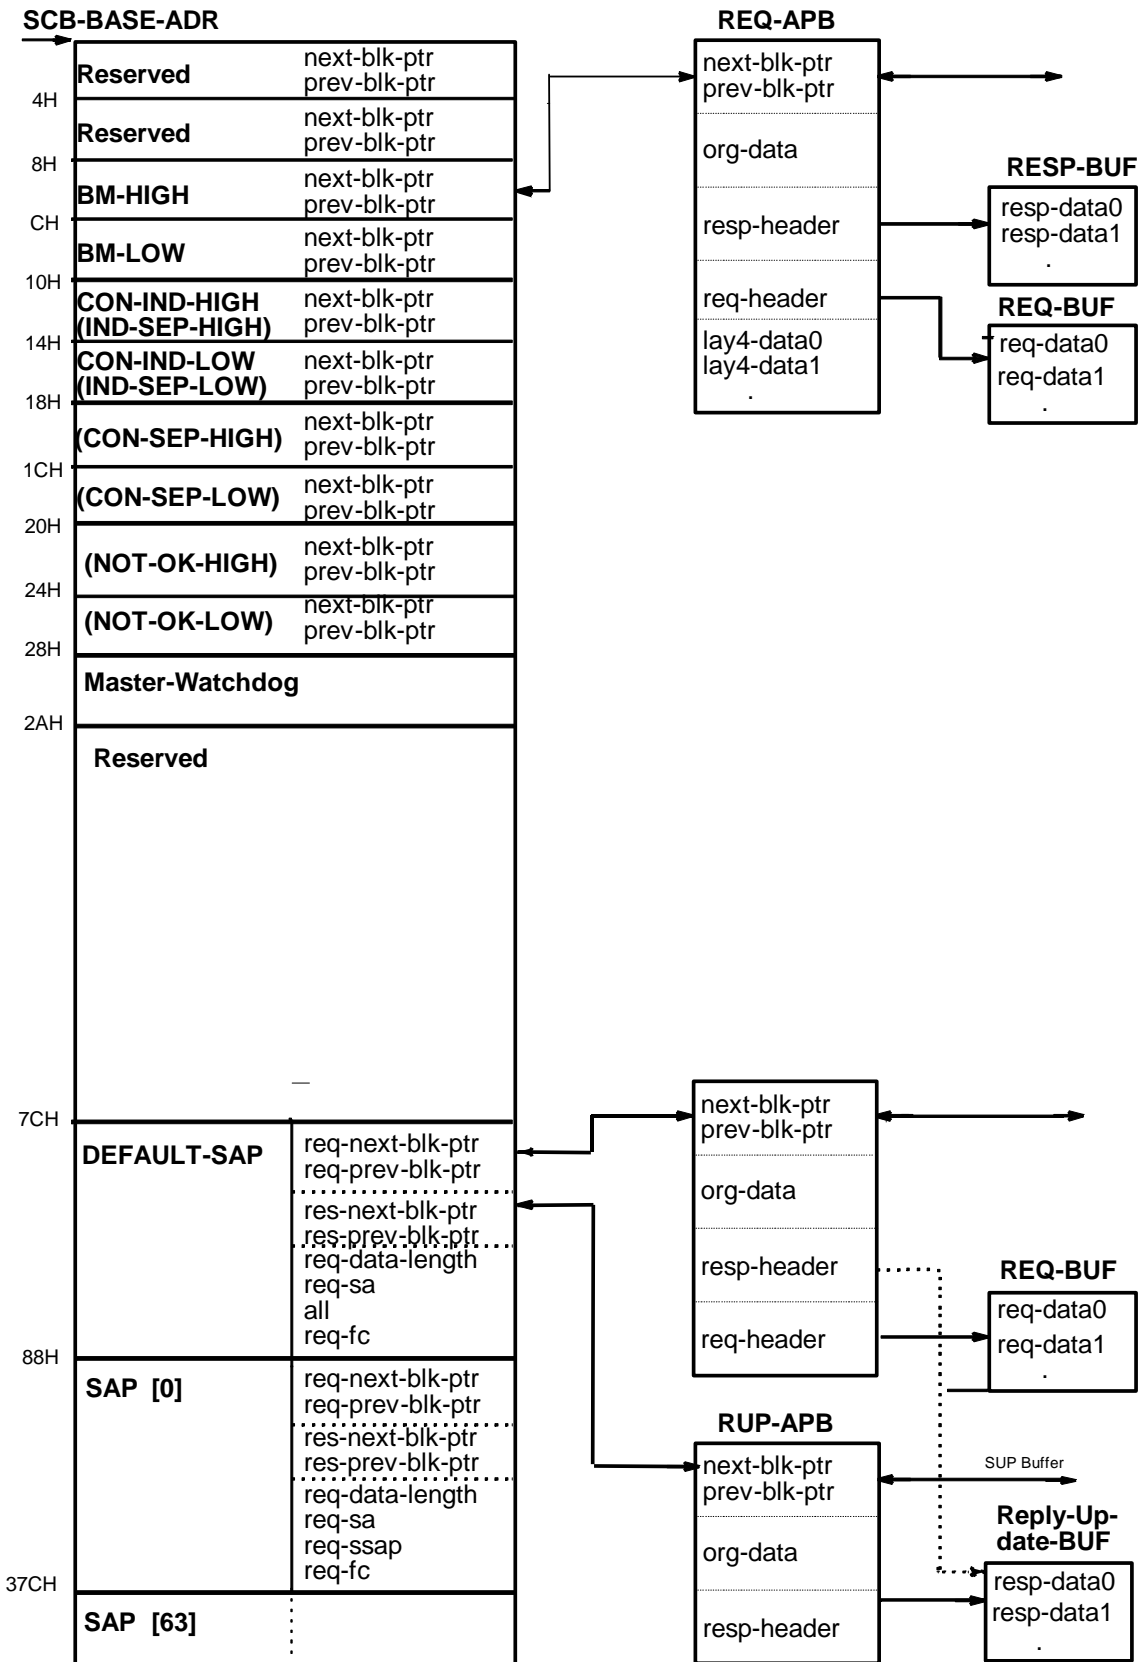 SCB-BASE-ADR
Reserved
next-blk-ptr
prev-blk-ptr
4H
Reserved
next-blk-ptr
prev-blk-ptr
8H
BM-HIGH
next-blk-ptr
prev-blk-ptr
CH
BM-LOW
next-blk-ptr
prev-blk-ptr
10H
CON-IND-HIGH
(IND-SEP-HIGH)
next-blk-ptr
prev-blk-ptr
14H
CON-IND-LOW
(IND-SEP-LOW)
next-blk-ptr
prev-blk-ptr
18H
(CON-SEP-HIGH)
next-blk-ptr
prev-blk-ptr
1CH
(CON-SEP-LOW)
next-blk-ptr
prev-blk-ptr
20H
(NOT-OK-HIGH)
next-blk-ptr
prev-blk-ptr
24H
(NOT-OK-LOW)
next-blk-ptr
prev-blk-ptr
28H
Master-Watchdog
2AH
Reserved
7CH
DEFAULT-SAP
req-next-blk-ptr
req-prev-blk-ptr
res-next-blk-ptr
res-prev-blk-ptr
req-data-length
req-sa
all
req-fc
88H
SAP [0]
req-next-blk-ptr
req-prev-blk-ptr
res-next-blk-ptr
res-prev-blk-ptr
req-data-length
req-sa
req-ssap
req-fc
37CH
SAP [63]
REQ-APB
next-blk-ptr
prev-blk-ptr
org-data
resp-header
req-header
lay4-data0
lay4-data1
.
RESP-BUF
resp-data0
resp-data1
.
REQ-BUF
req-data0
req-data1
.
next-blk-ptr
prev-blk-ptr
org-data
resp-header
req-header
REQ-BUF
req-data0
req-data1
.
RUP-APB
next-blk-ptr
prev-blk-ptr
org-data
resp-header
SUP Buffer
Reply-Up-
date-BUF
resp-data0
resp-data1
.